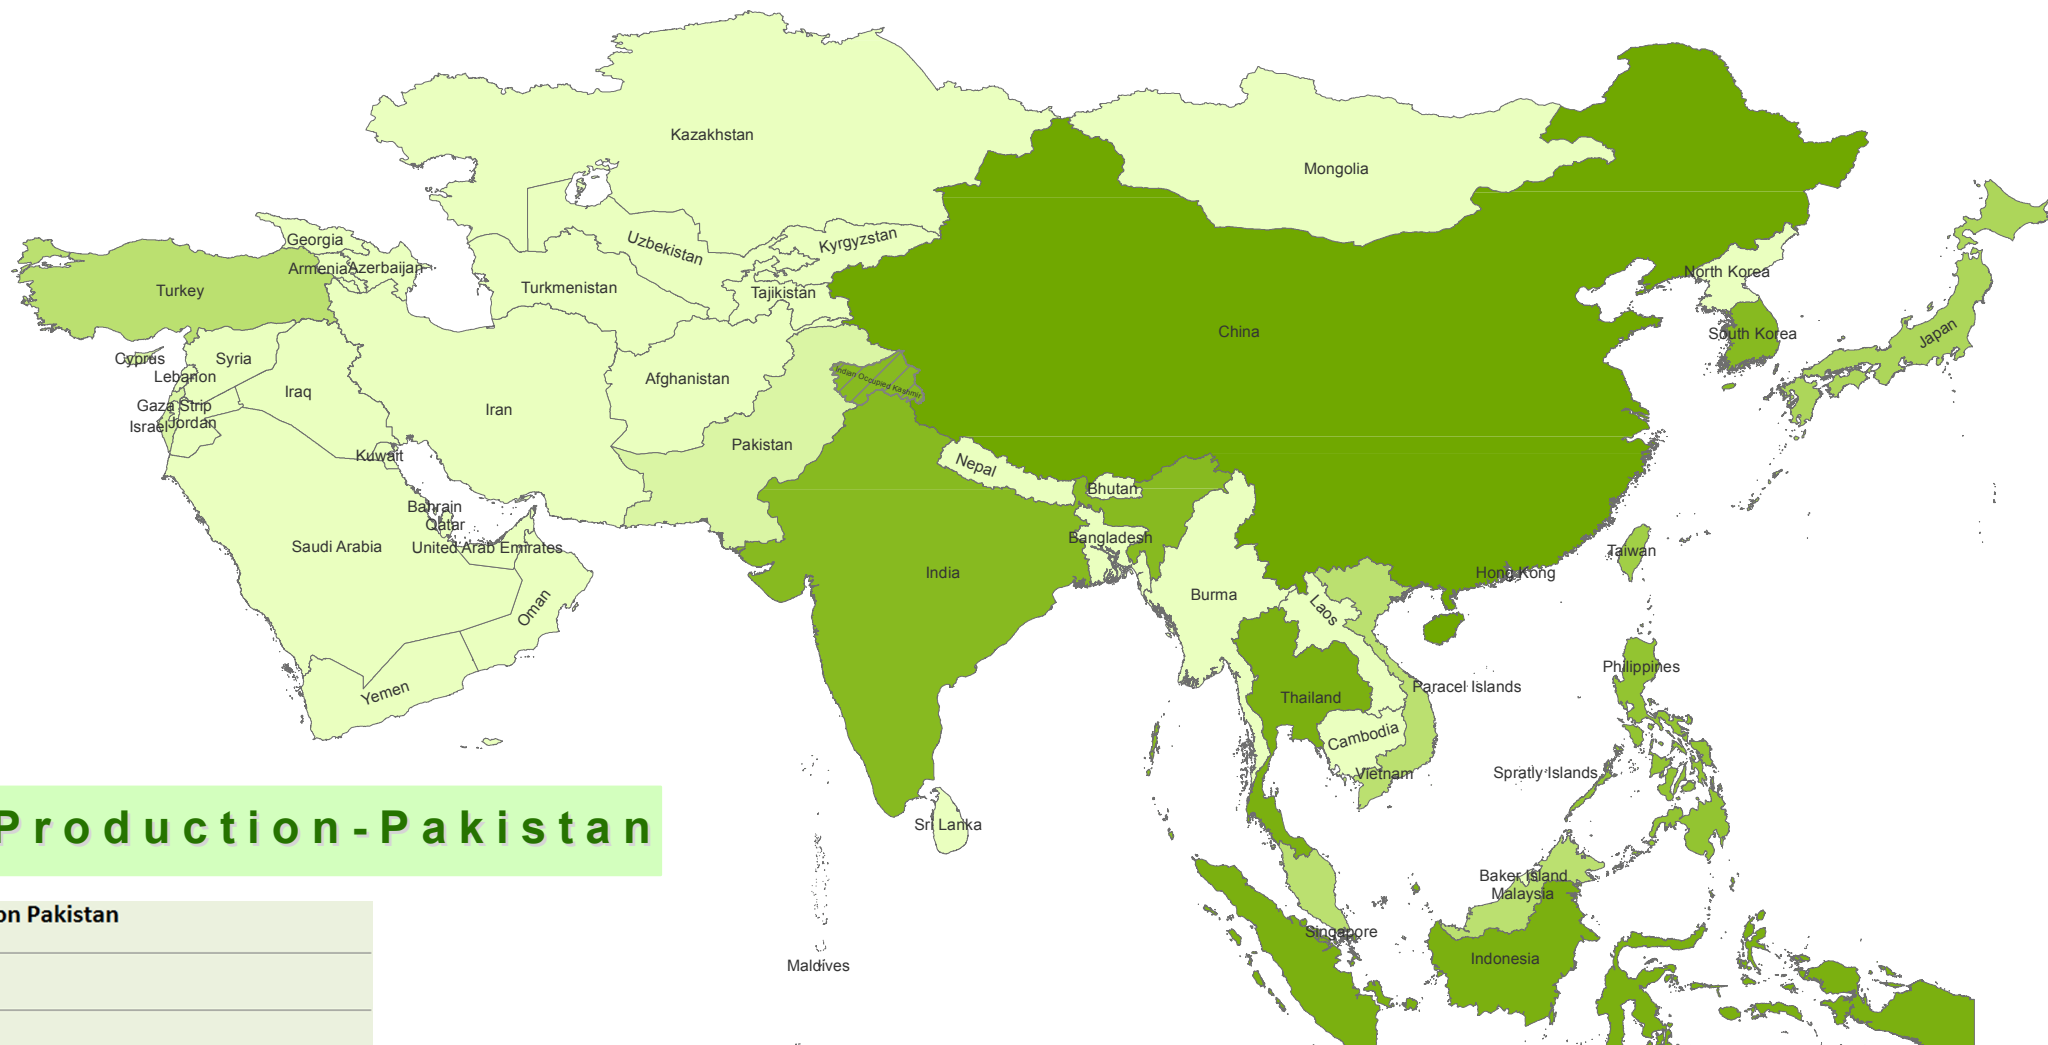 Kazakhstan
Mongolia
Georgia
Uzbekistan
Kyrgyzstan
Armenia
Azerbaijan
North Korea
Turkey
Turkmenistan
Tajikistan
China
South Korea
Japan
Cyprus
Syria
Lebanon
Iraq
Afghanistan
Indian Occupied Keshmir
Gaza Strip
Iran
Israel
Jordan
Pakistan
Kuwait
Nepal
Bhutan
Bahrain
Qatar
Saudi Arabia
United Arab Emirates
Bangladesh
Taiwan
India
Hong Kong
Burma
Oman
Laos
Philippines
Yemen
Thailand
Paracel Islands
Cambodia
Vietnam
Spratly Islands
Sri Lanka
Production-Pakistan
Baker Island
Malaysia
on Pakistan
Singapore
Maldives
Indonesia